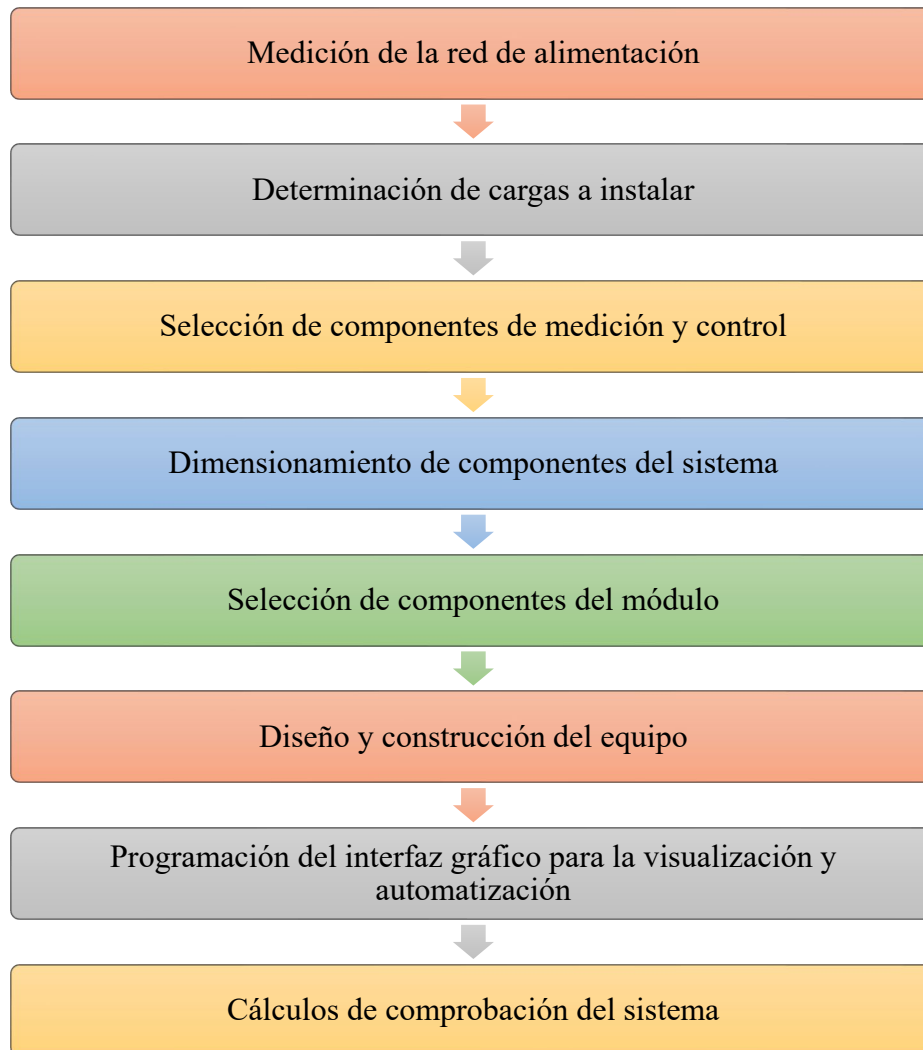 Medición de la red de alimentación
Determinación de cargas a instalar
Selección de componentes de medición y control
Dimensionamiento de componentes del sistema
Selección de componentes del módulo
Diseño y construcción del equipo
Programación del interfaz gráfico para la visualización y
automatización
Cálculos de comprobación del sistema